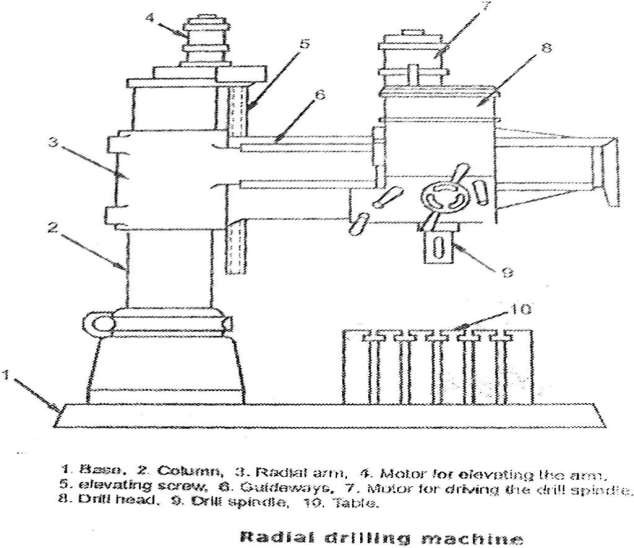 4
7
5
8
6
3
2
9
10
1
1. Base, 2. Column, 3. Radial arm, 4. Motor for elevating the arm,
5. elevating screw, 6. Guideways, 7. Motor for driving the drill spindle,
8. Drill head, 9. Drill spindle, 10. Table.
Radial drilling machine